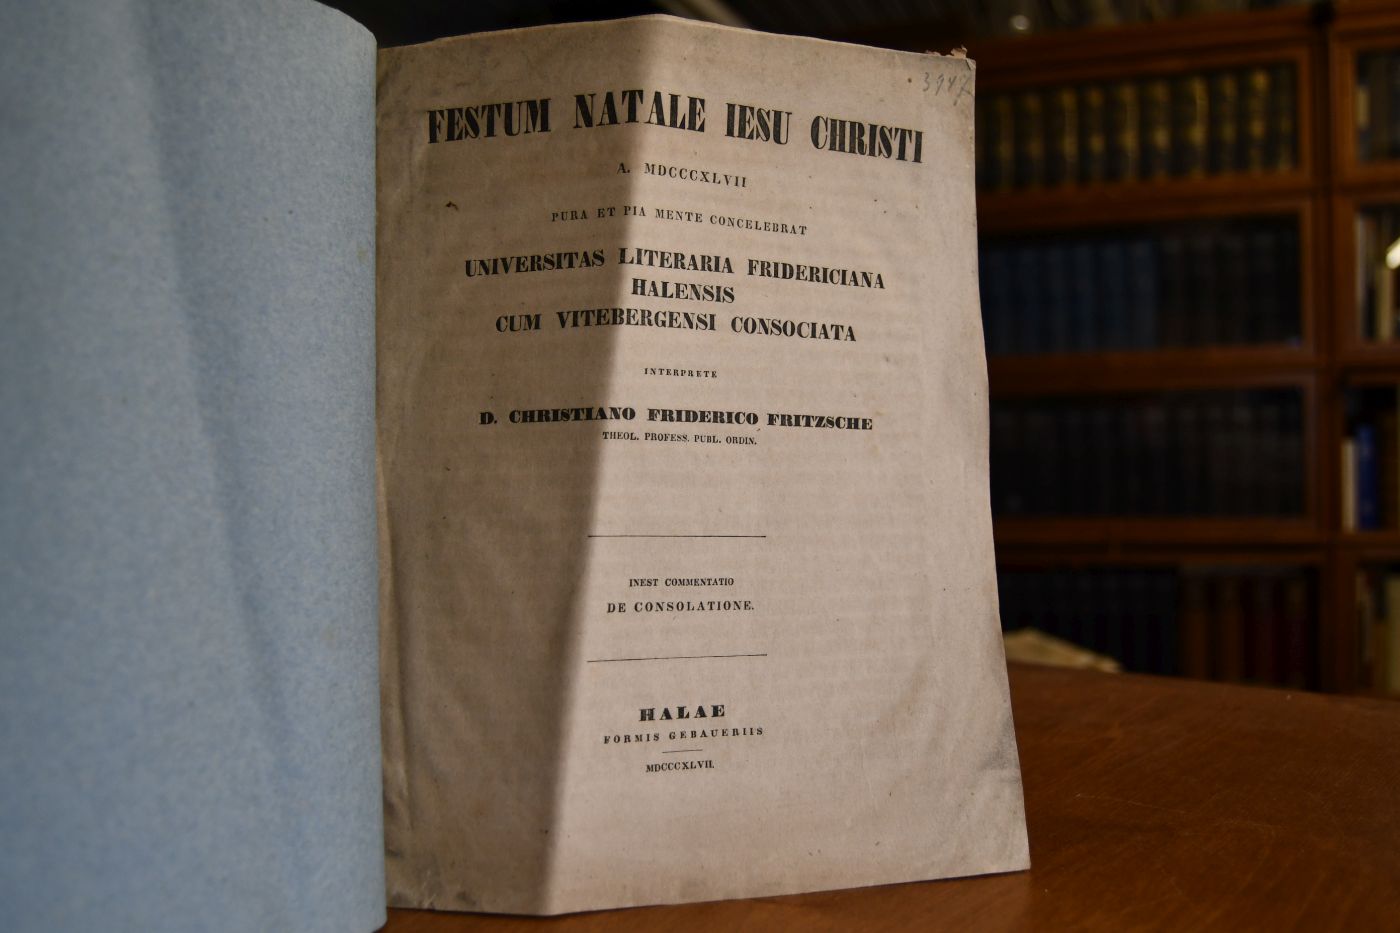 FESTUM NATALE IESU CHRISTI
A. MDCCCXLVII
PURA ET PIA MENTE CONCELEBRAT
UNIVERSITAS LITERARIA FRIDERICIANA
HALENSIS
CUM VITEBERGENSI CONSOCIATA
INTERPRETE
D. CHRISTIANO FRIDERICO FRITZSCHE
THEOL. PROFESS. PUBL. ORDIN.
INEST COMMENTATIO
DE CONSOLATIONE.
HALAE
FORMIS GEBAUERIIS
MDCCCXLVII.